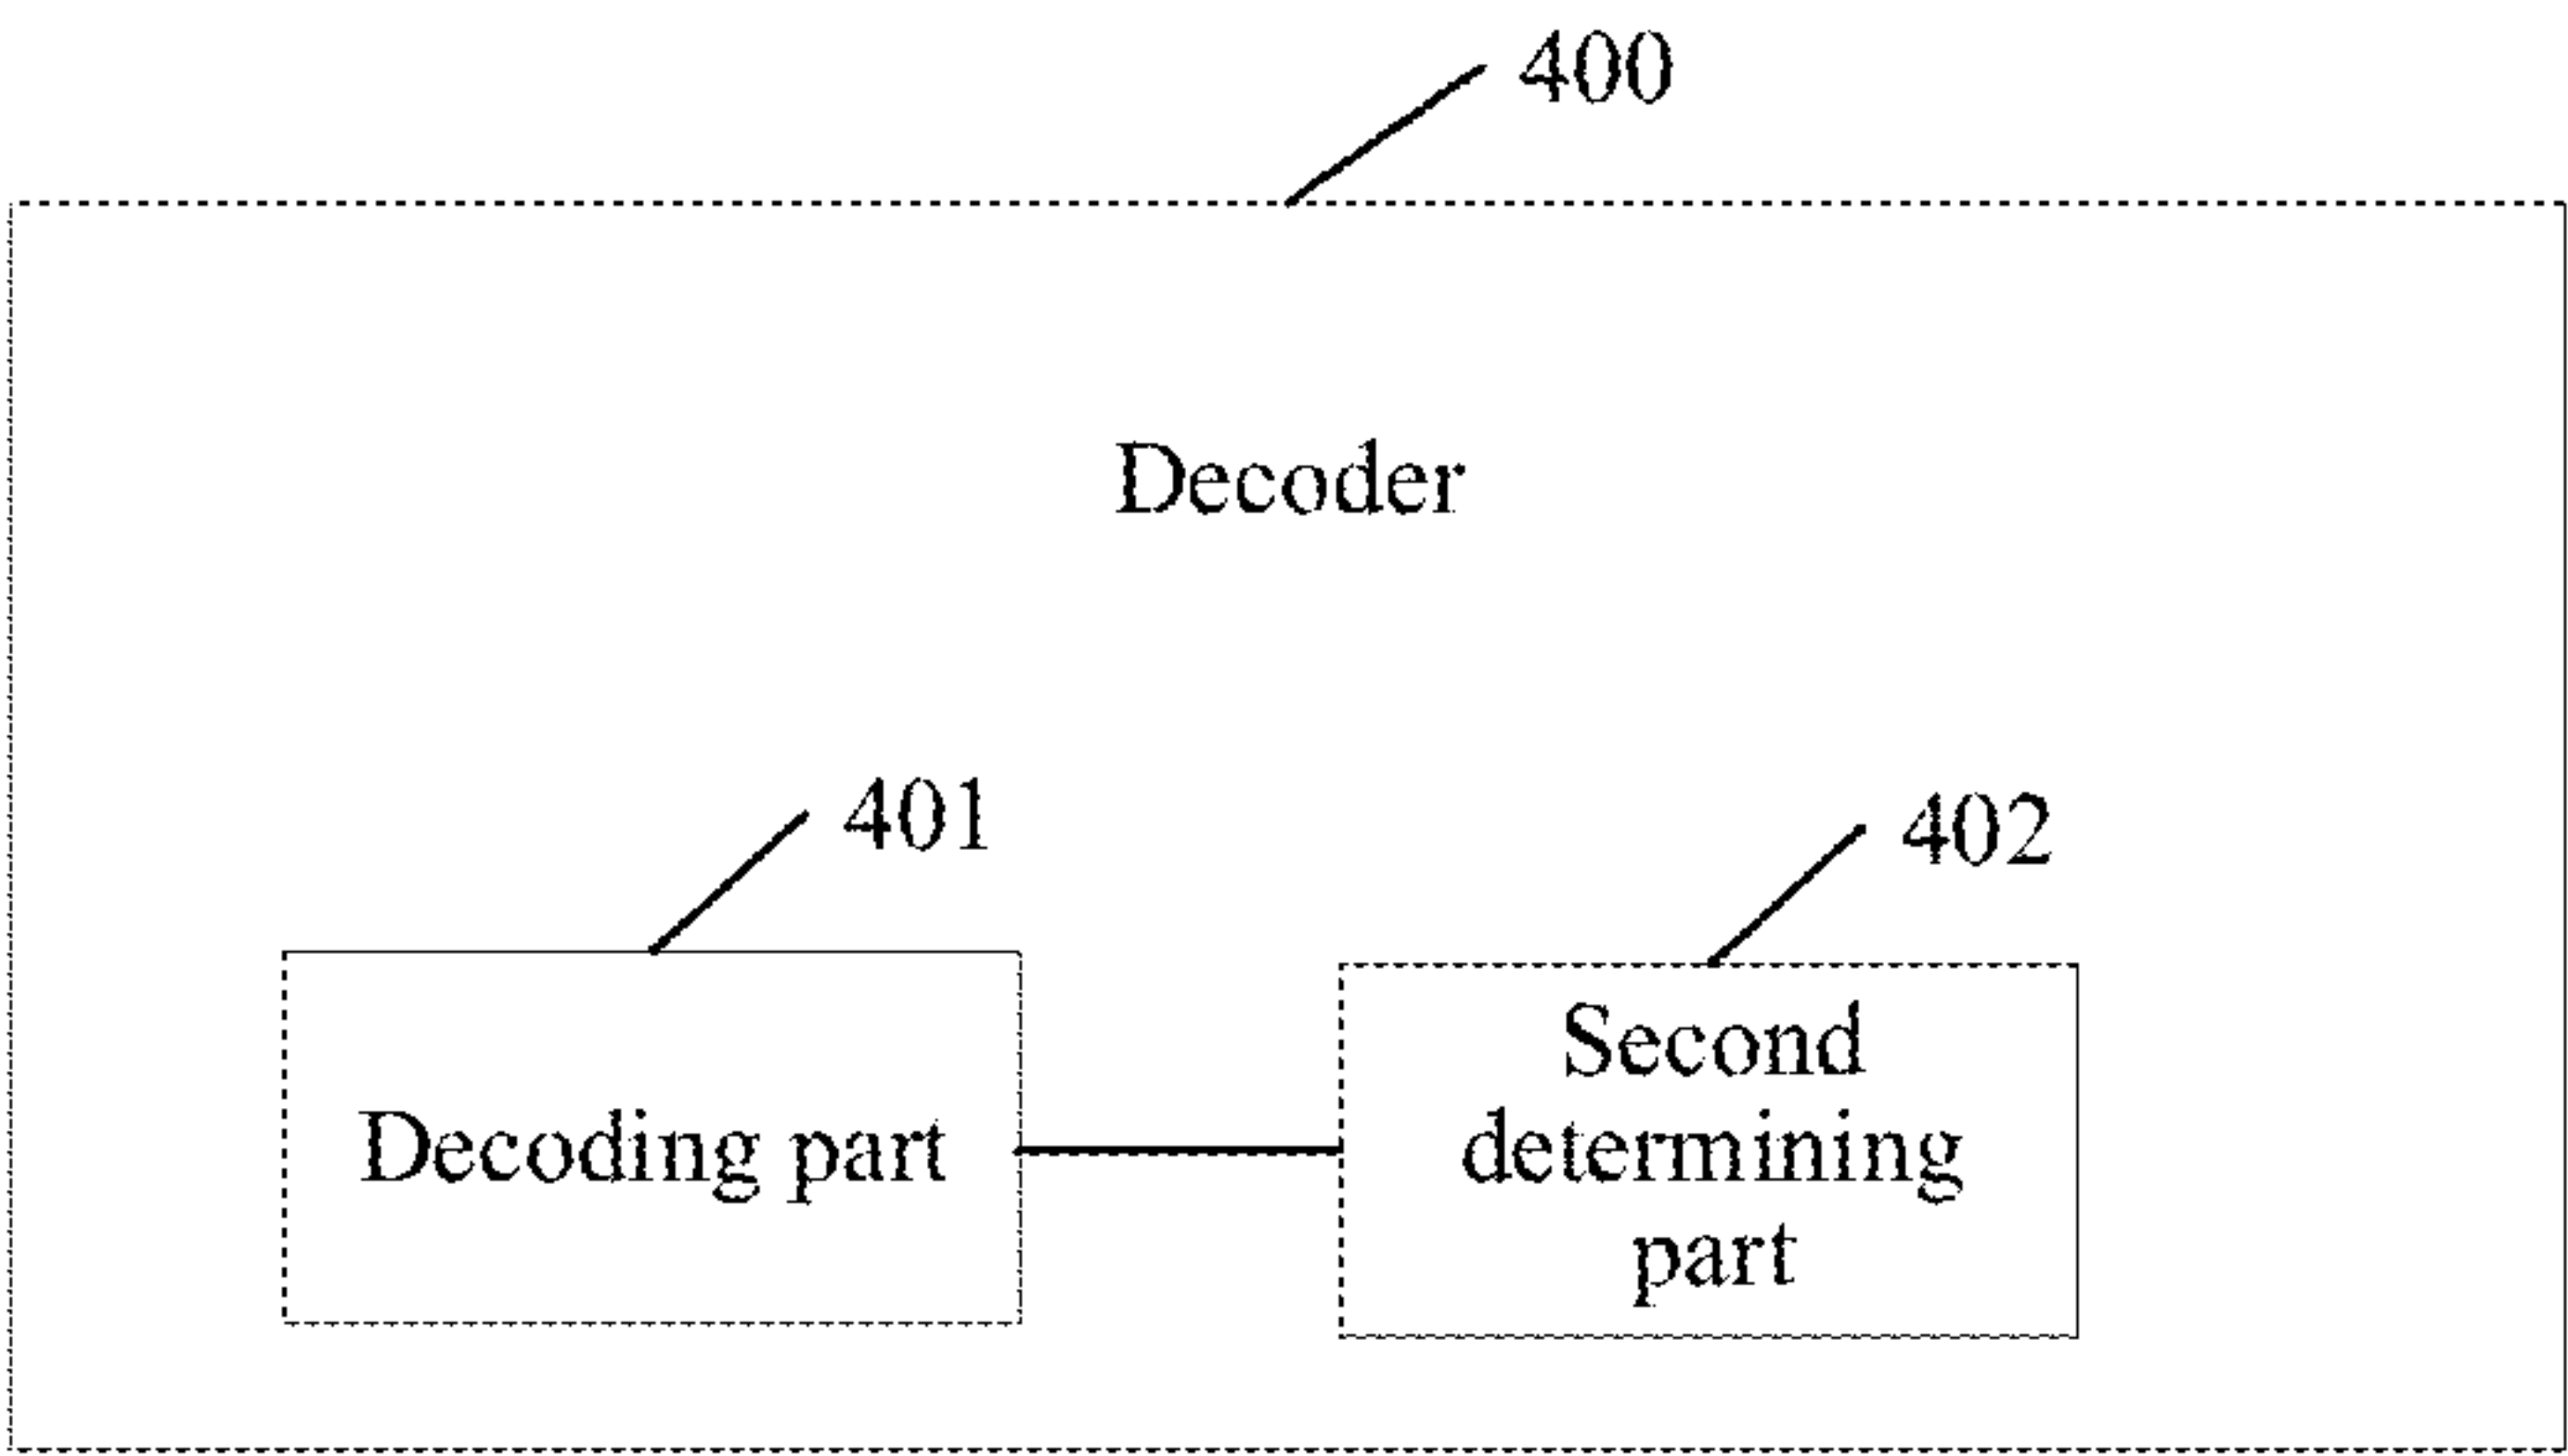 400
Decoder
401
402
Decoding part
Second
determining
part